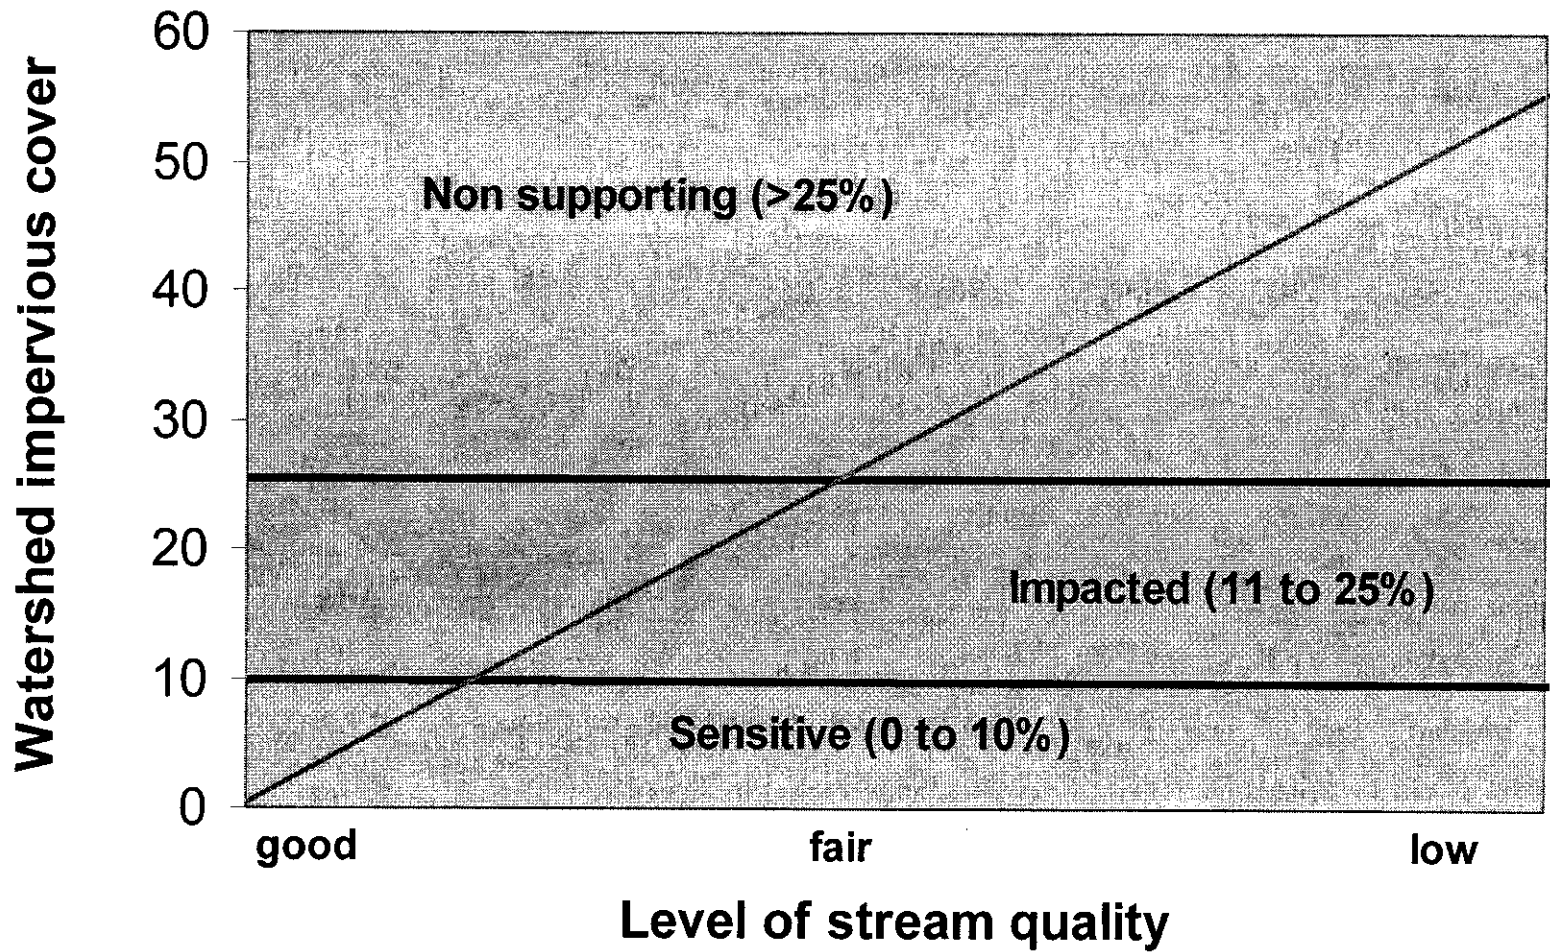 Watershed impervious cover
60
50
40
30
20
10
0
Non supporting (>25%)
Impacted (11 to 25%)
Sensitive (0 to 10%)
good fair low
Level of stream quality